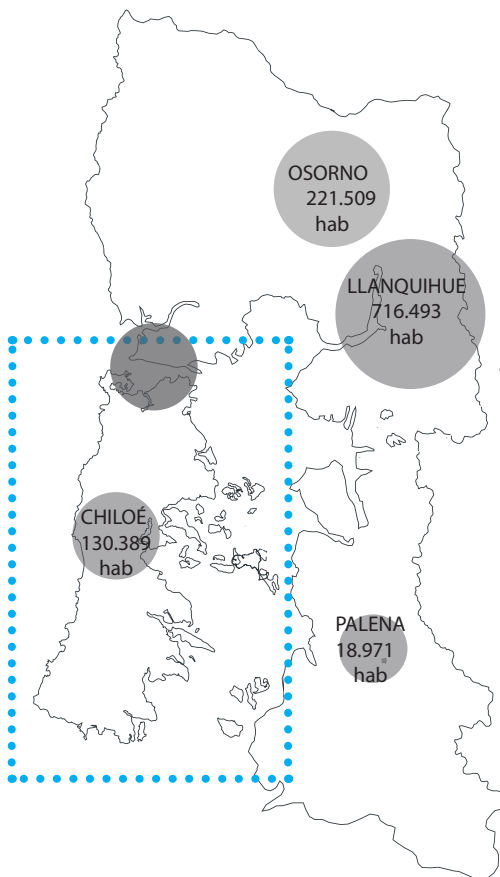 OSORNO
221.509
hab
LLANQUIHUE
716.493
hab
CHILOÉ
130.389
hab
PALENA
18.971
hab